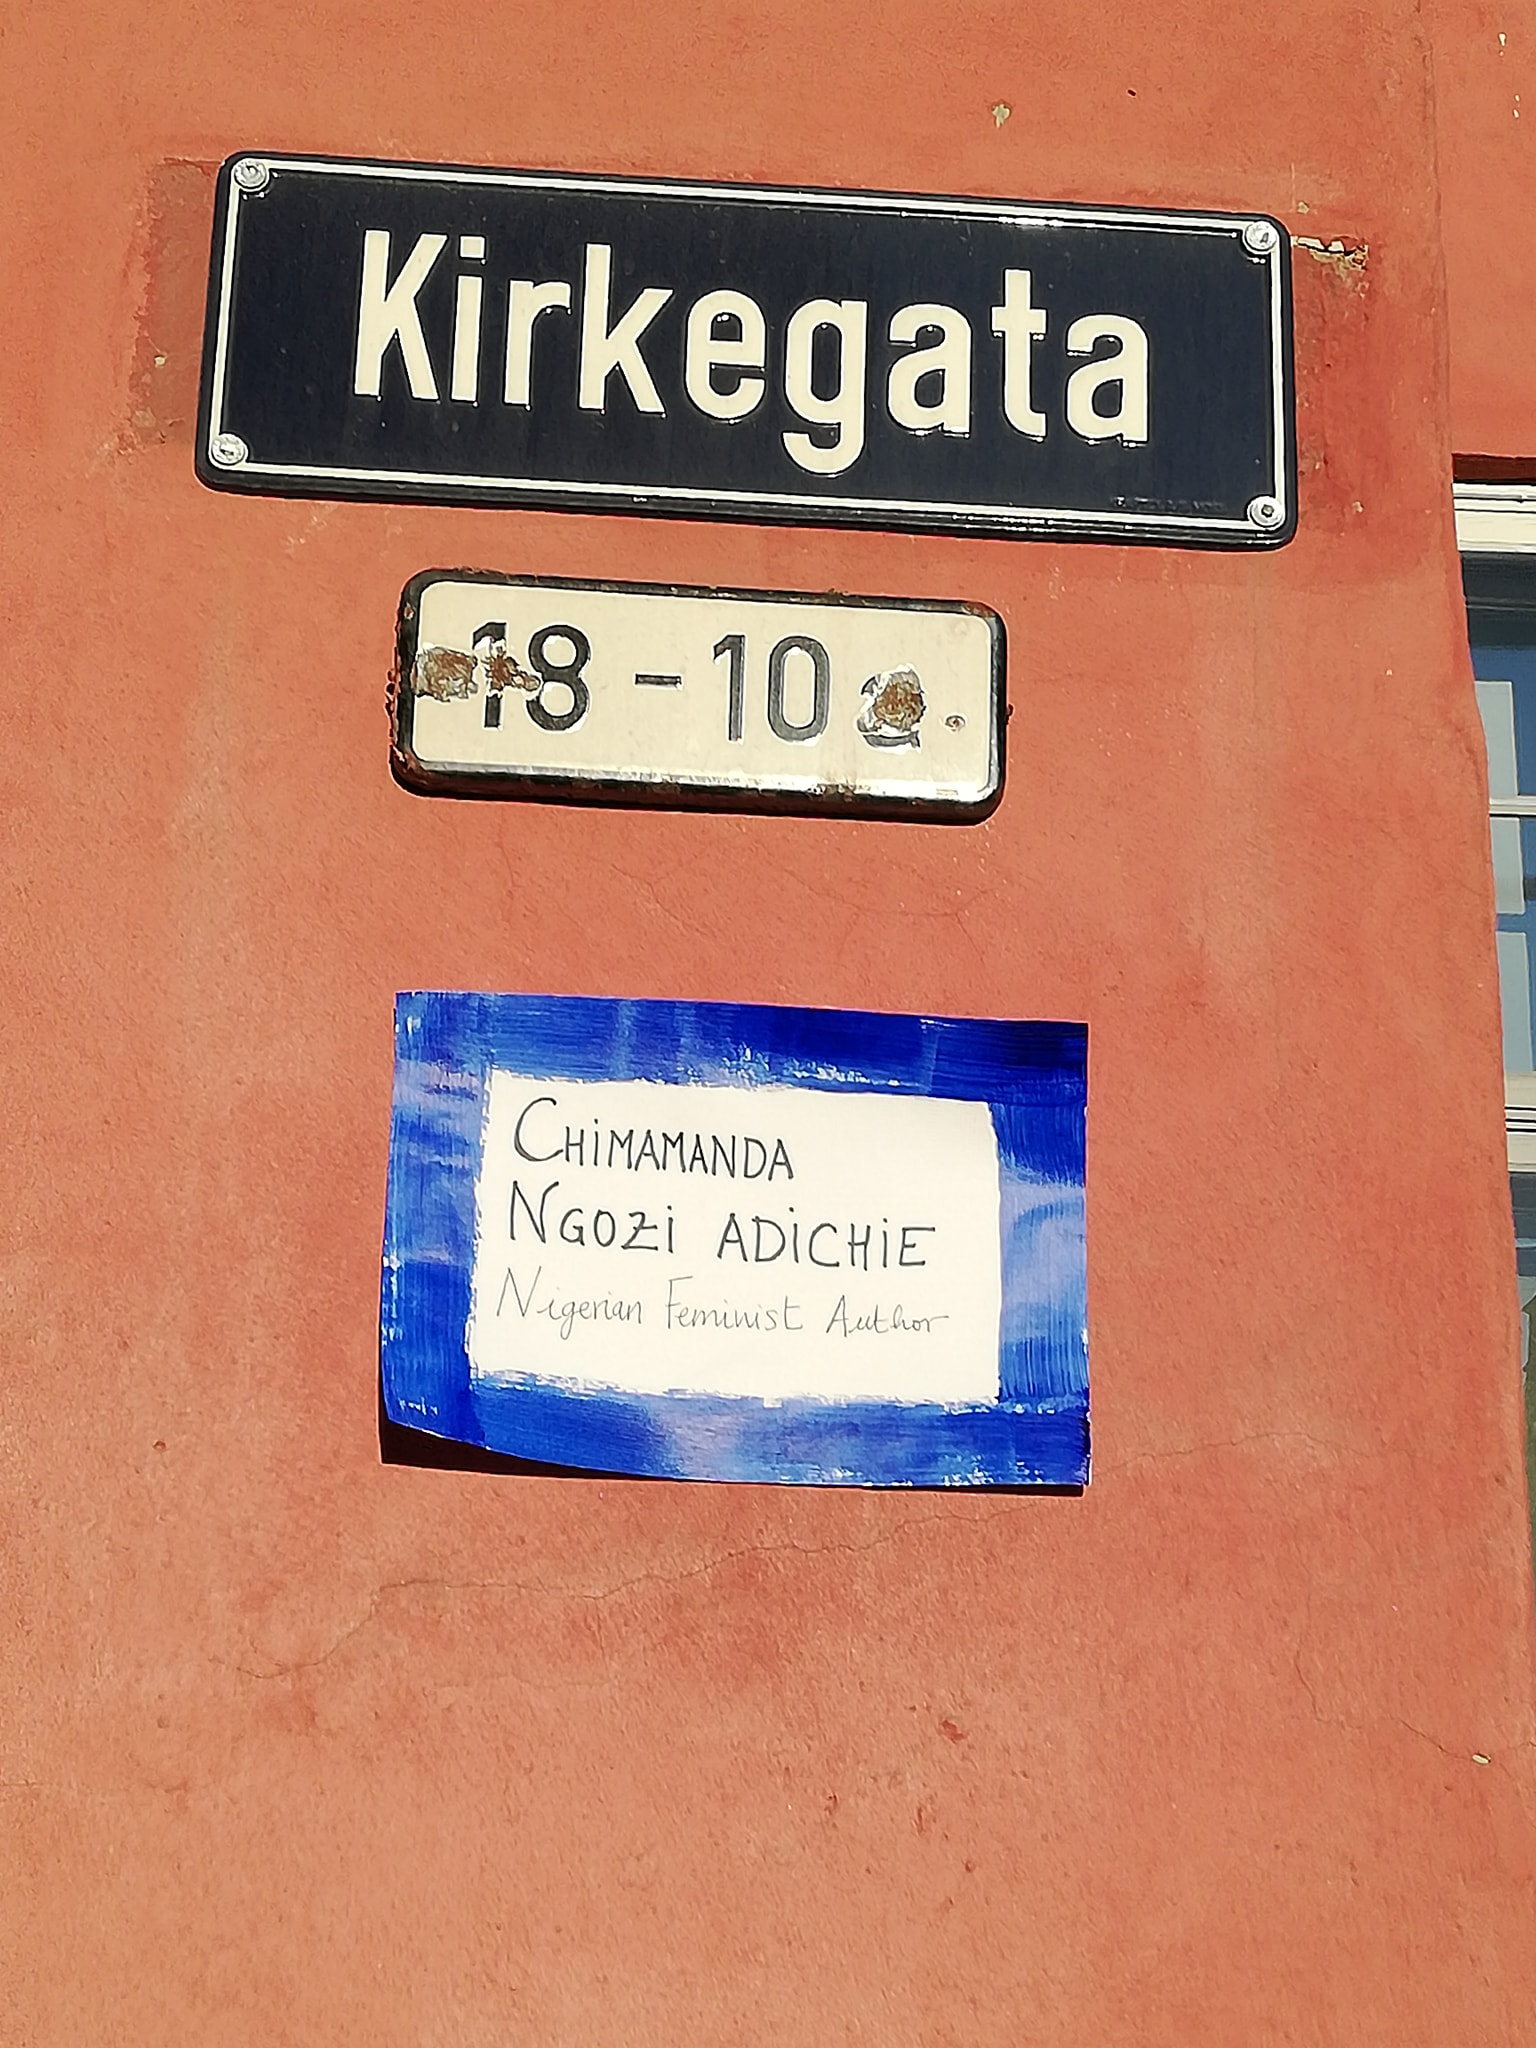 Kirkegata
18 - 10
CHiMAMANDA
NGOZi ADiCHiE
Nigerian Feminist Author